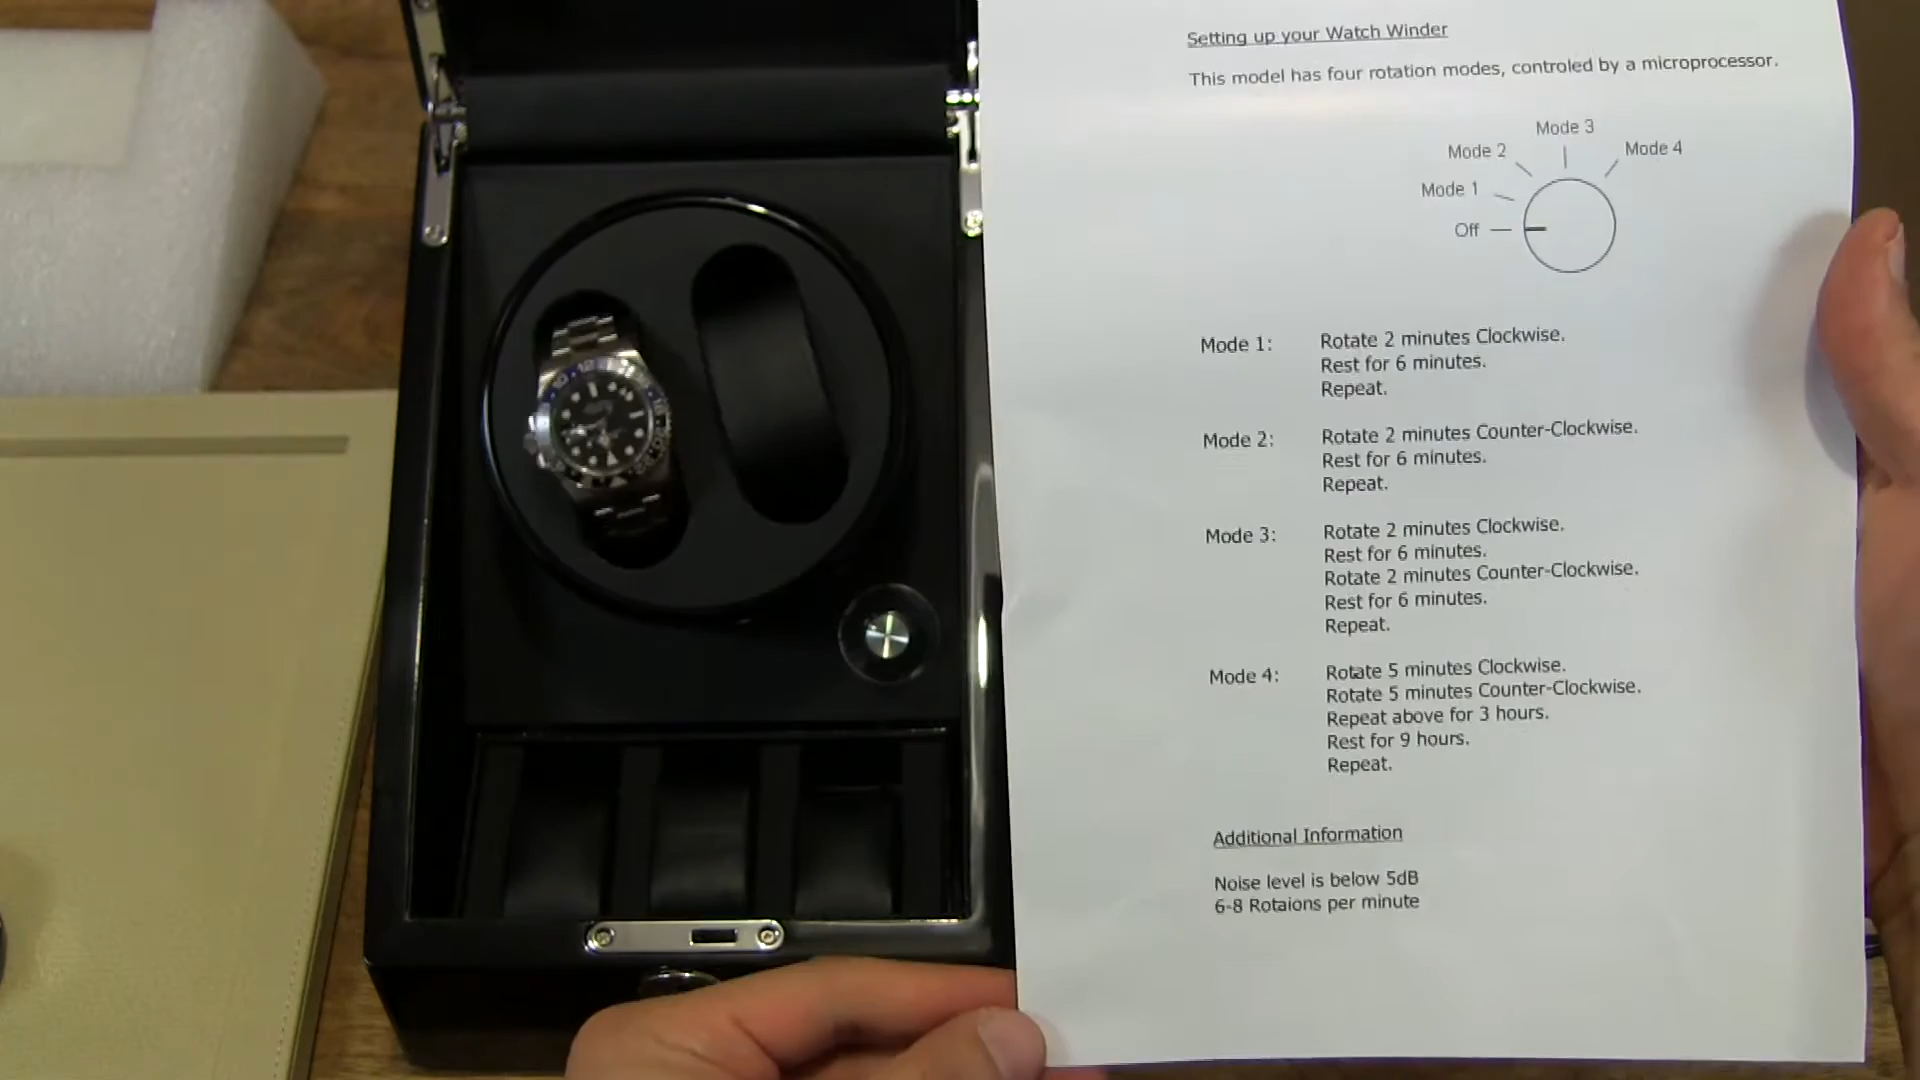 Setting up your Watch Winder
This model has four rotation modes, controled by a microprocessor.
Mode 3
Mode 2
Mode 4
Mode 1
Off
Mode 1: Rotate 2 minutes Clockwise.
Rest for 6 minutes.
Repeat.
Mode 2: Rotate 2 minutes Counter-Clockwise.
Rest for 6 minutes.
Repeat.
Mode 3: Rotate 2 minutes Clockwise.
Rest for 6 minutes.
Rotate 2 minutes Counter-Clockwise.
Rest for 6 minutes.
Repeat.
Mode 4: Rotate 5 minutes Clockwise.
Rotate 5 minutes Counter-Clockwise.
Repeat above for 3 hours.
Rest for 9 hours.
Repeat.
Additional Information
Noise level is below 5dB
6-8 Rotaions per minute